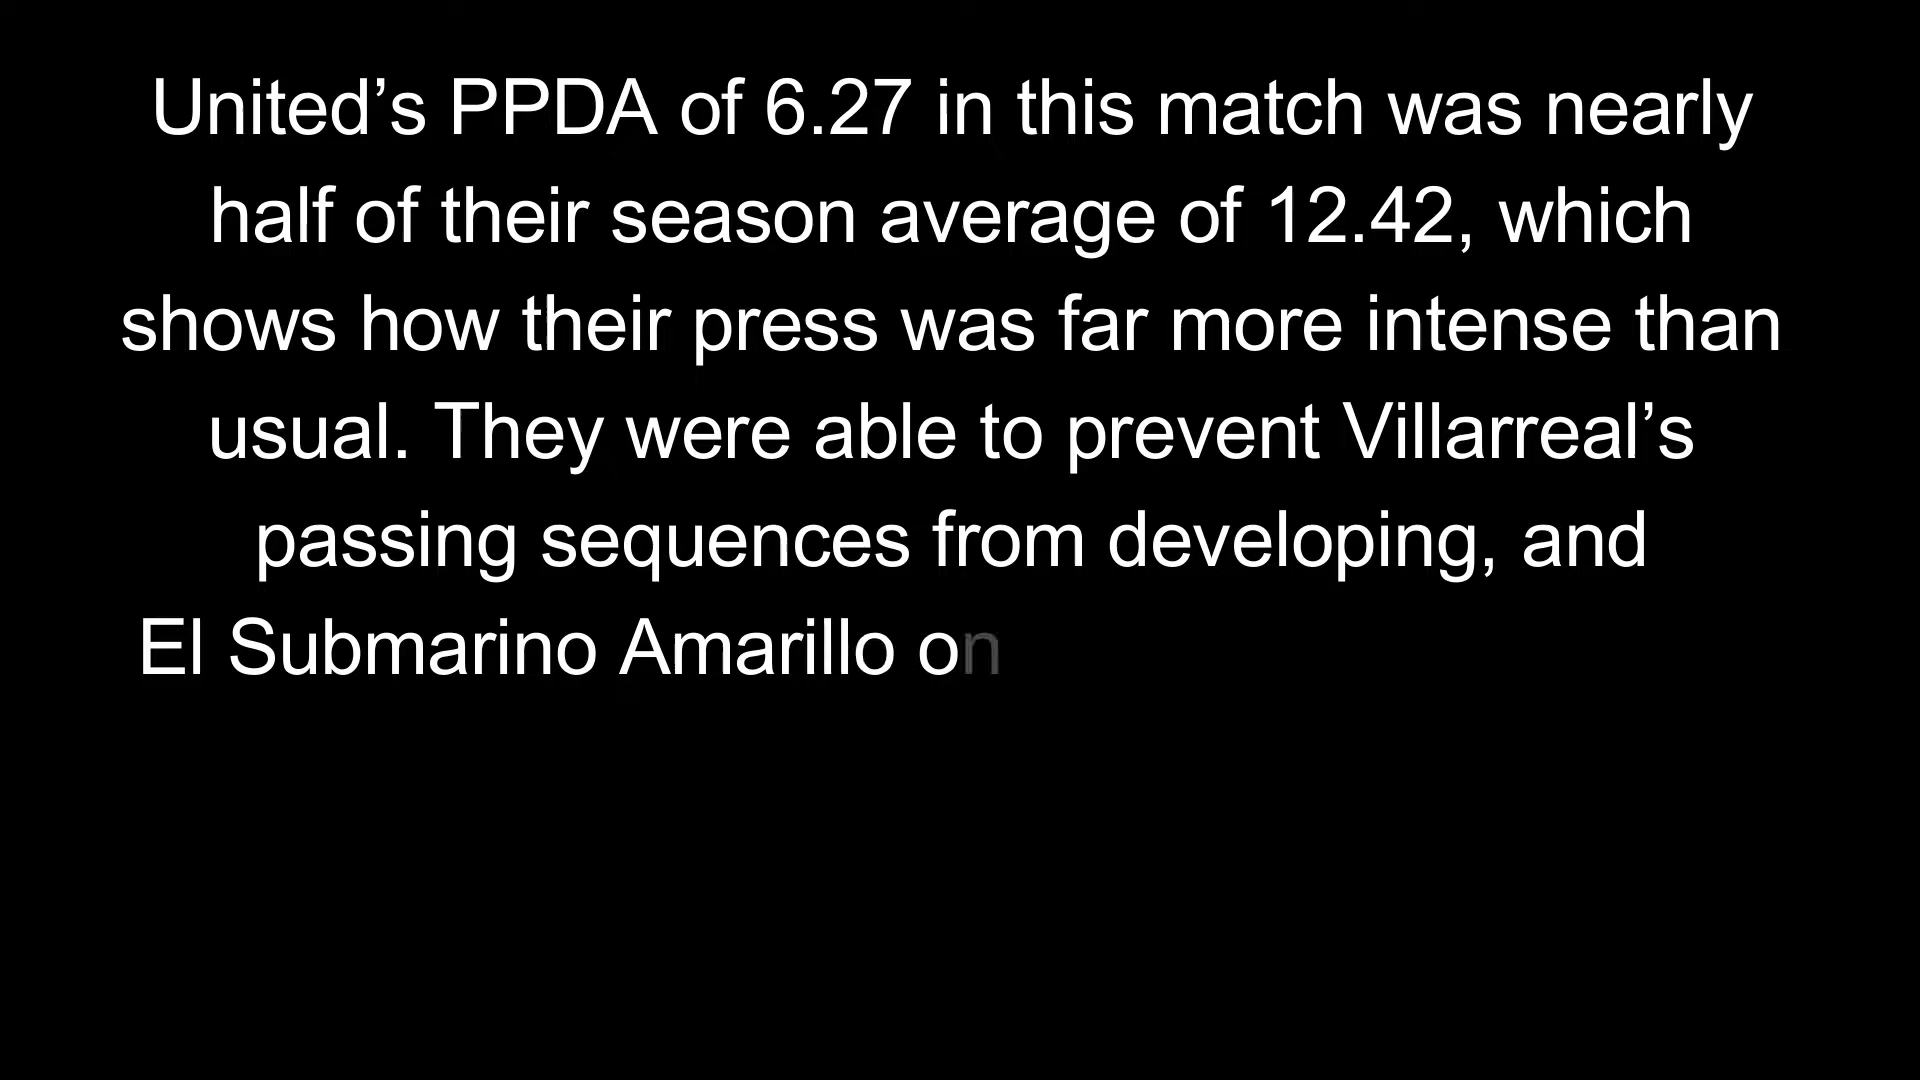 United’s PPDA of 6.27 in this match was nearly
half of their season average of 12.42, which
shows how their press was far more intense than
usual. They were able to prevent Villarreal’s
passing sequences from developing, and
El Submarino Amarillo on